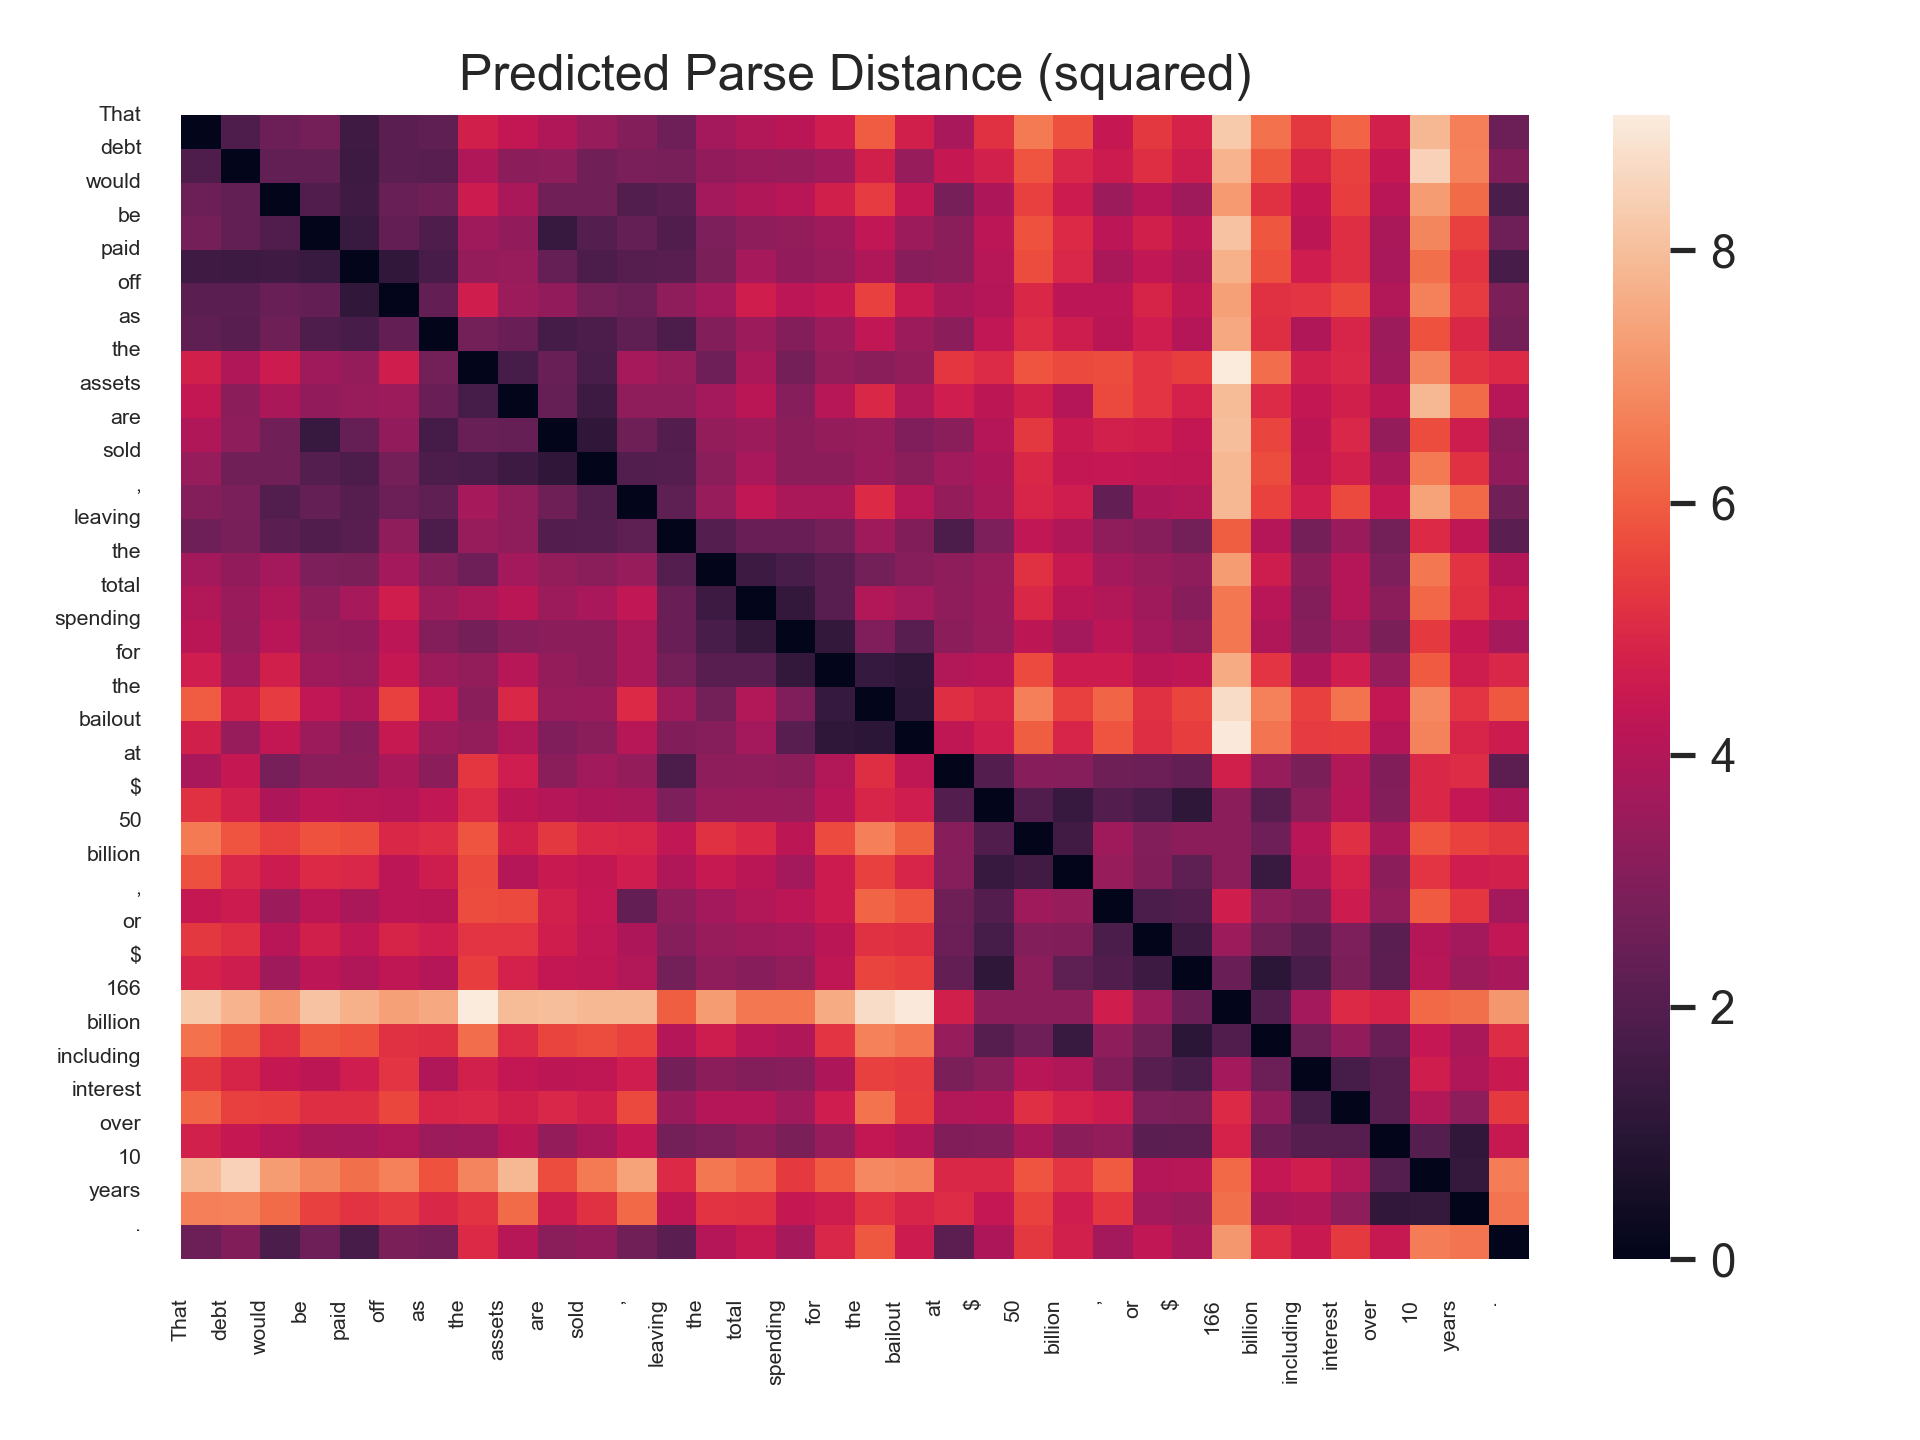 Predicted Parse Distance (squared)
That
debt
would
be
paid
off
as
the
assets
are
sold
,
leaving
the
total
spending
for
the
bailout
at
$
50
billion
,
or
$
166
billion
including
interest
over
10
years
.
8
6
4
2
0
That debt would be paid off as the assets are sold , leaving the total spending for the bailout at $ 50 billion , or $ 166 billion including interest over 10 years .